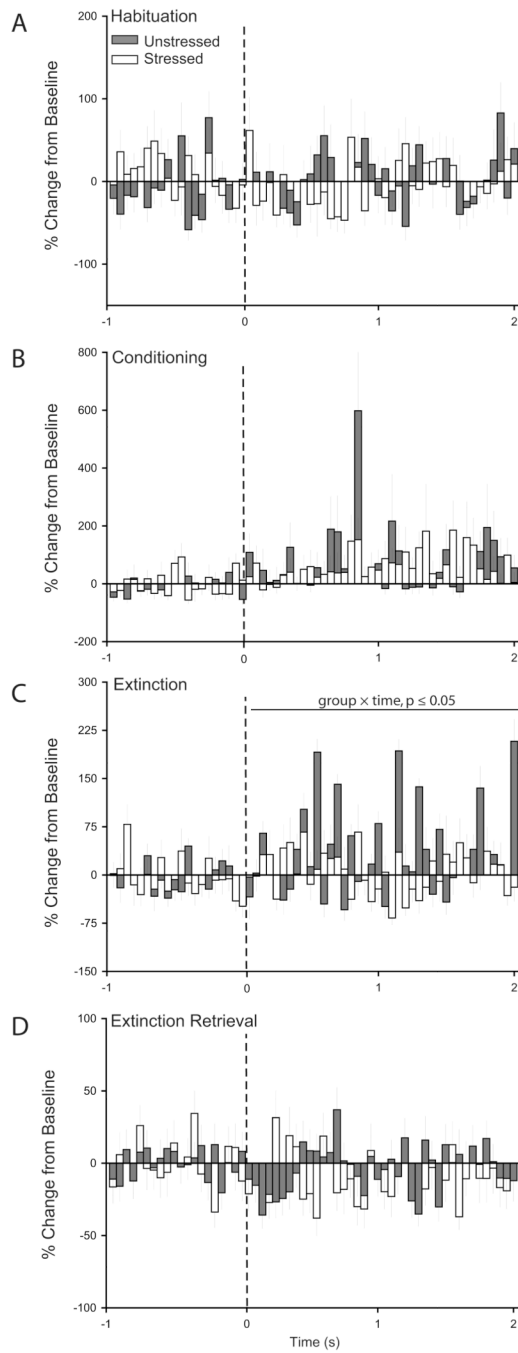 A
Habituation
Unstressed
Stressed
% Change from Baseline
200
100
0
-100
-1
0
1
2
B
Conditioning
% Change from Baseline
800
600
400
200
0
-200
-1
0
1
2
C
Extinction
group × time, p ≤ 0.05
% Change from Baseline
300
225
150
75
0
-75
-150
-1
0
1
2
D
Extinction Retrieval
% Change from Baseline
100
50
0
-50
-100
-1
0
1
2
Time (s)